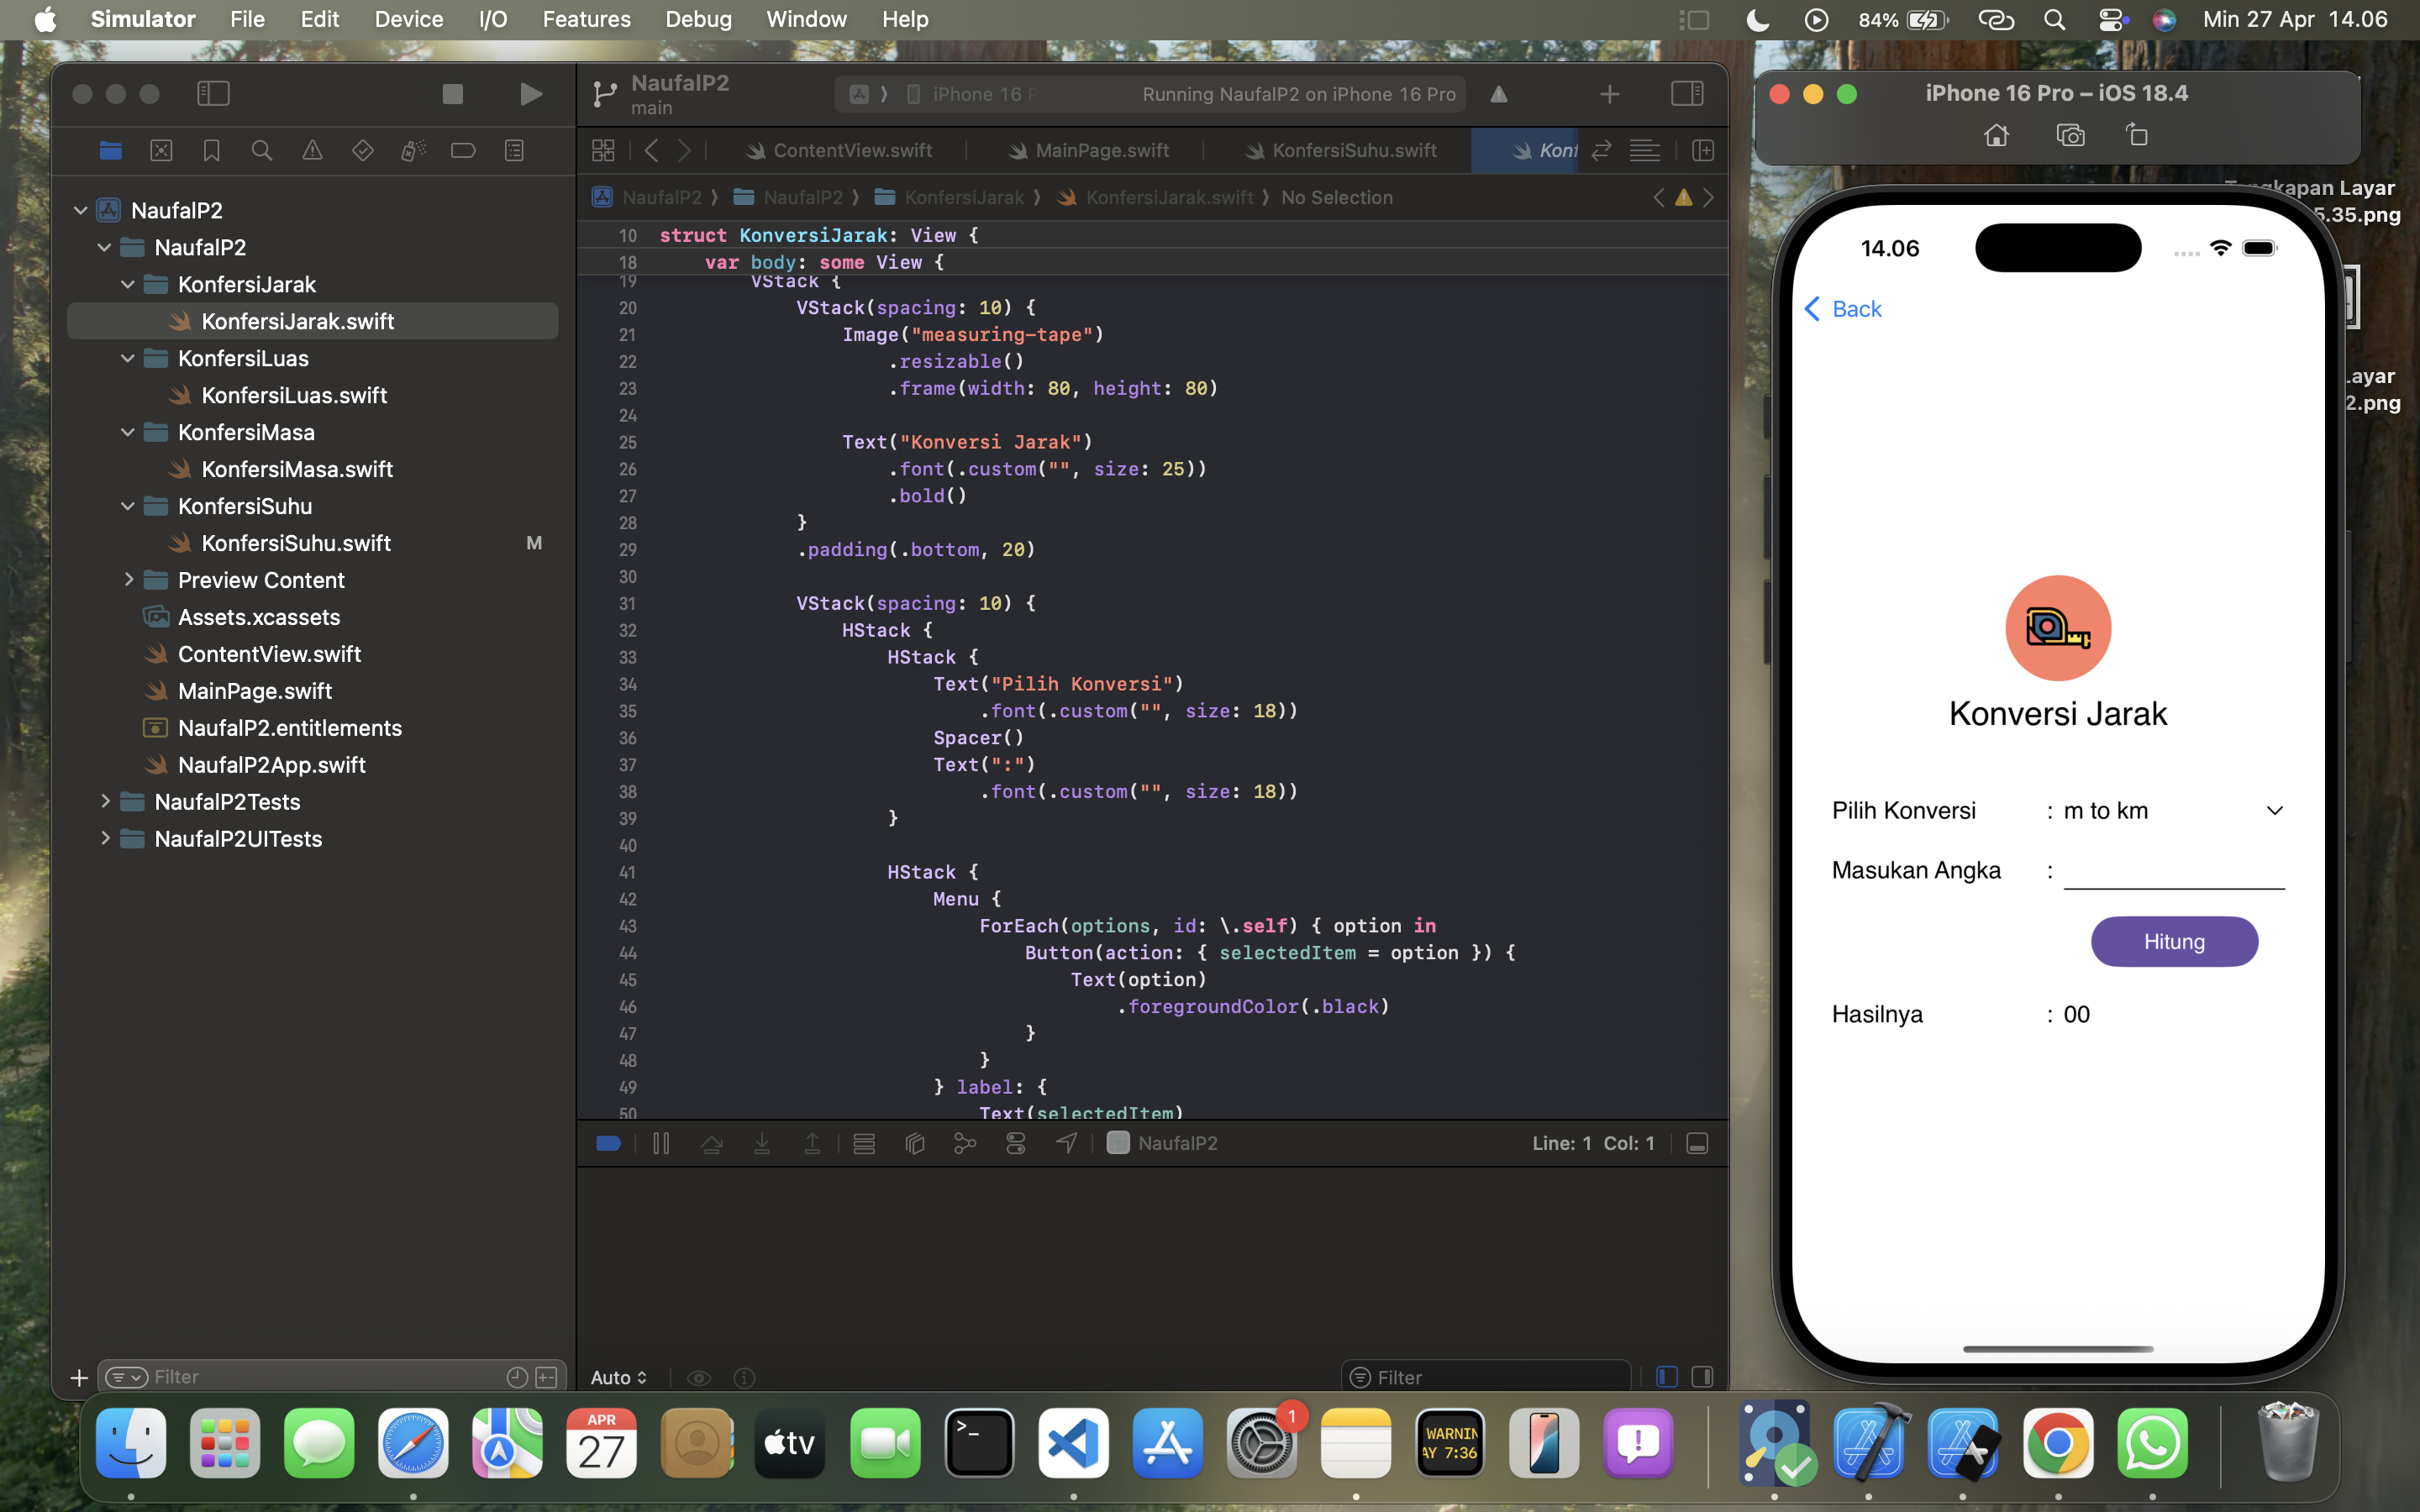 Simulator File Edit Device I/O Features Debug Window Help 84% Min 27 Apr 14.06
NaufalP2
main
iPhone 16 P
Running NaufalP2 on iPhone 16 Pro
ContentView.swift MainPage.swift KonfersiSuhu.swift Konf
NaufalP2 NaufalP2 KonfersiJarak KonfersiJarak.swift No Selection
NaufalP2
NaufalP2
KonfersiJarak
KonfersiJarak.swift
KonfersiLuas
KonfersiLuas.swift
KonfersiMasa
KonfersiMasa.swift
KonfersiSuhu
KonfersiSuhu.swift M
Preview Content
Assets.xcassets
ContentView.swift
MainPage.swift
NaufalP2.entitlements
NaufalP2App.swift
NaufalP2Tests
NaufalP2UITests
Filter
10 struct KonversiJarak: View {
18 var body: some View {
19 VStack {
20 VStack(spacing: 10) {
21 Image("measuring-tape")
22 .resizable()
23 .frame(width: 80, height: 80)
24
25 Text("Konversi Jarak")
26 .font(.custom("", size: 25))
27 .bold()
28 }
29 .padding(.bottom, 20)
30
31 VStack(spacing: 10) {
32 HStack {
33 HStack {
34 Text("Pilih Konversi")
35 .font(.custom("", size: 18))
36 Spacer()
37 Text(":")
38 .font(.custom("", size: 18))
39 }
40
41 HStack {
42 Menu {
43 ForEach(options, id: \.self) { option in
44 Button(action: { selectedItem = option }) {
45 Text(option)
46 .foregroundColor(.black)
47 }
48 }
49 } label: {
50 Text(selectedItem)
NaufalP2 Line: 1 Col: 1
Auto Filter
iPhone 16 Pro – iOS 18.4
kapan Layar
5.35.png
Layar
2.png
14.06
Back
Konversi Jarak
Pilih Konversi : m to km
Masukan Angka :
Hitung
Hasilnya : 00
APR
27
tv
>_
1
WARNIN
AY 7:36